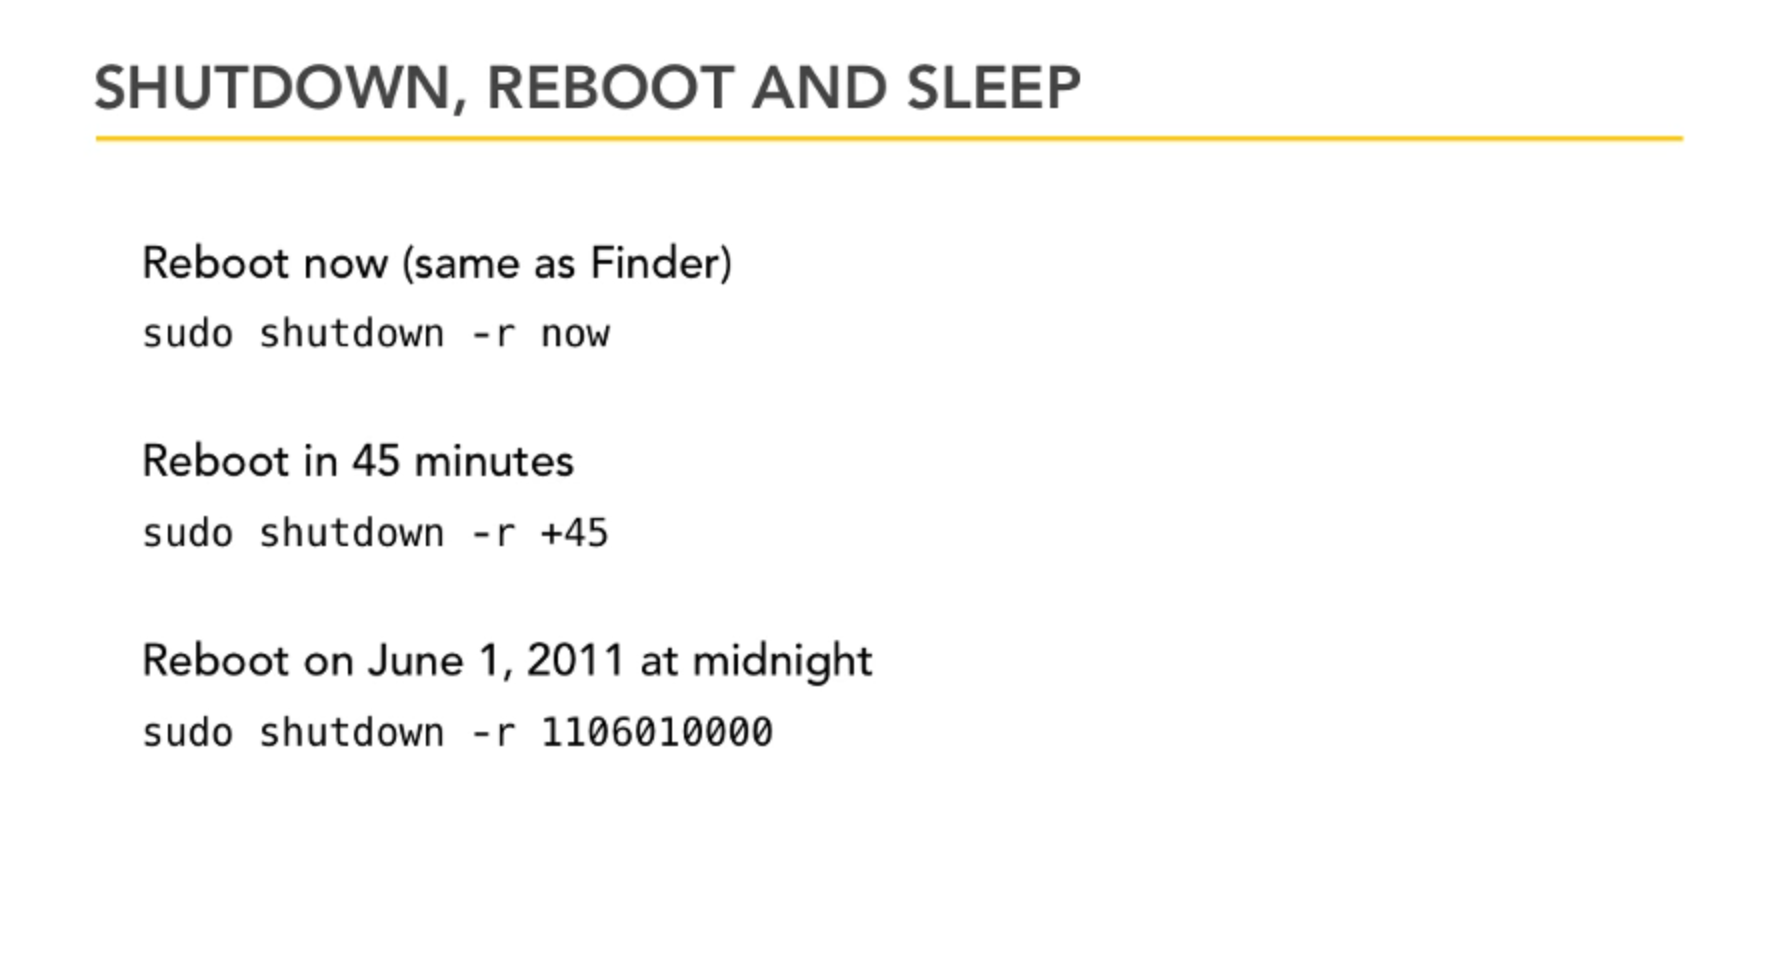 SHUTDOWN, REBOOT AND SLEEP
Reboot now (same as Finder)
sudo shutdown -r now
Reboot in 45 minutes
sudo shutdown -r +45
Reboot on June 1, 2011 at midnight
sudo shutdown -r 1106010000